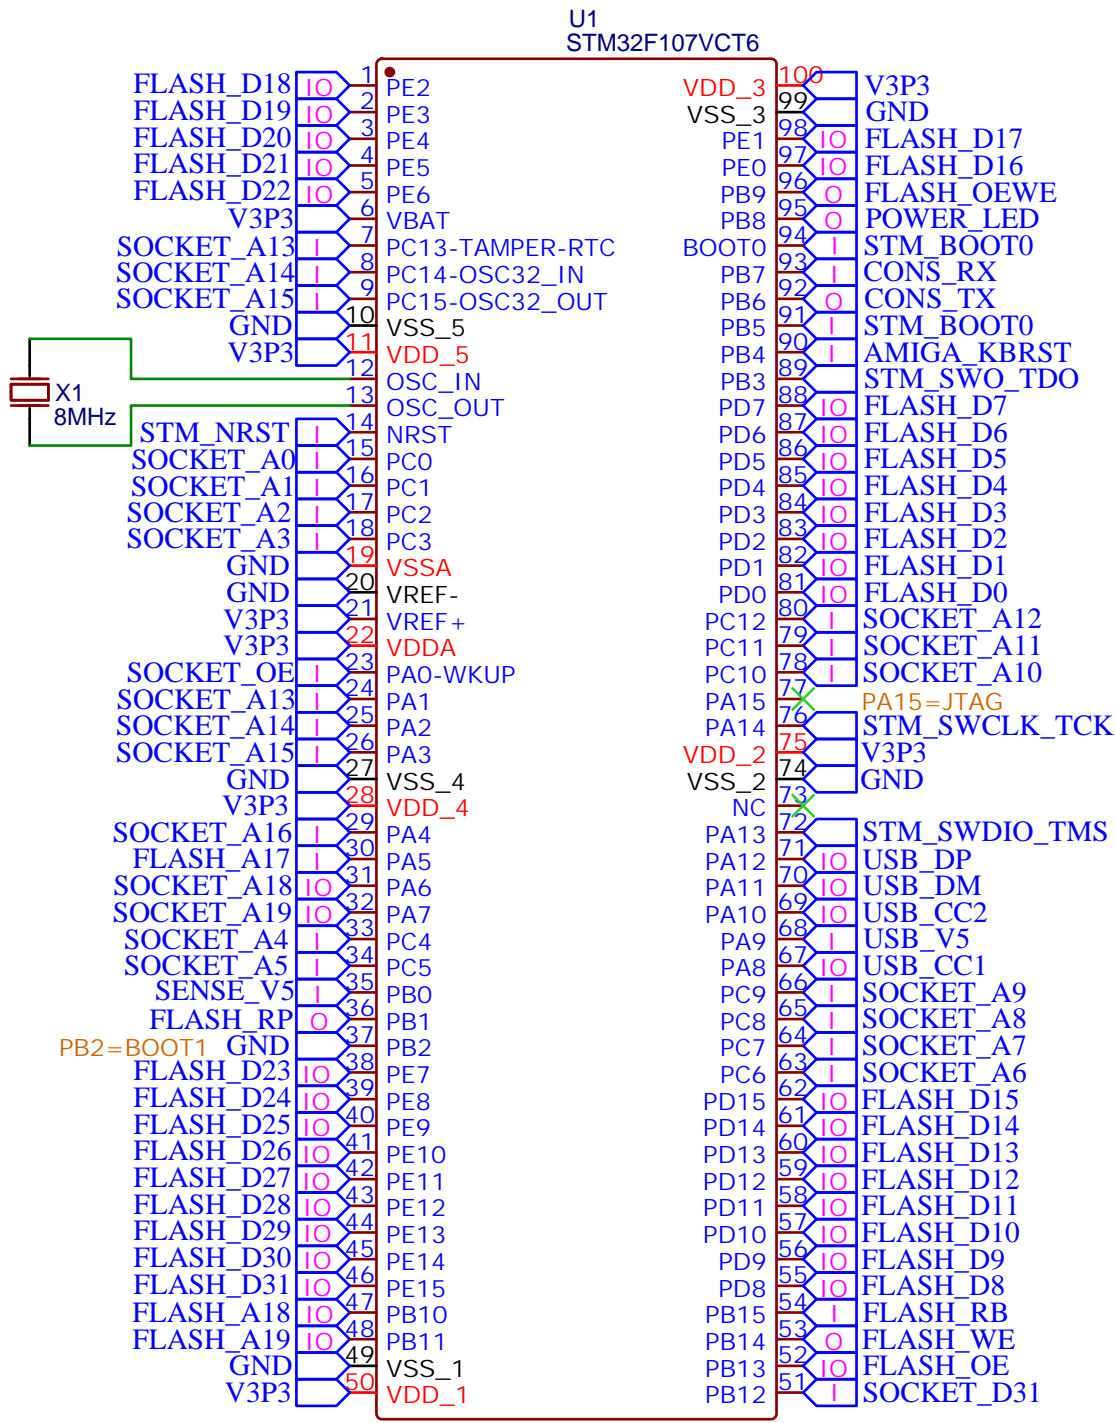 U1
STM32F107VCT6
FLASH_D18 IO 1 PE2 VDD_3 100 V3P3
FLASH_D19 IO 2 PE3 VSS_3 99 GND
FLASH_D20 IO 3 PE4 PE1 98 IO FLASH_D17
FLASH_D21 IO 4 PE5 PE0 97 IO FLASH_D16
FLASH_D22 IO 5 PE6 PB9 96 O FLASH_OEWE
V3P3 6 VBAT PB8 95 O POWER_LED
SOCKET_A13 I 7 PC13-TAMPER-RTC BOOT0 94 I STM_BOOT0
SOCKET_A14 I 8 PC14-OSC32_IN PB7 93 I CONS_RX
SOCKET_A15 I 9 PC15-OSC32_OUT PB6 92 O CONS_TX
GND 10 VSS_5 PB5 91 I STM_BOOT0
V3P3 11 VDD_5 PB4 90 I AMIGA_KBRST
12 OSC_IN PB3 89 STM_SWO_TDO
X1
8MHz
13 OSC_OUT PD7 88 IO FLASH_D7
STM_NRST I 14 NRST PD6 87 IO FLASH_D6
SOCKET_A0 I 15 PC0 PD5 86 IO FLASH_D5
SOCKET_A1 I 16 PC1 PD4 85 IO FLASH_D4
SOCKET_A2 I 17 PC2 PD3 84 IO FLASH_D3
SOCKET_A3 I 18 PC3 PD2 83 IO FLASH_D2
GND 19 VSSA PD1 82 IO FLASH_D1
GND 20 VREF- PD0 81 IO FLASH_D0
V3P3 21 VREF+ PC12 80 I SOCKET_A12
V3P3 22 VDDA PC11 79 I SOCKET_A11
SOCKET_OE I 23 PA0-WKUP PC10 78 I SOCKET_A10
SOCKET_A13 I 24 PA1 PA15 77 PA15=JTAG
SOCKET_A14 I 25 PA2 PA14 76 STM_SWCLK_TCK
SOCKET_A15 I 26 PA3 VDD_2 75 V3P3
GND 27 VSS_4 VSS_2 74 GND
V3P3 28 VDD_4 NC 73
SOCKET_A16 I 29 PA4 PA13 72 STM_SWDIO_TMS
FLASH_A17 I 30 PA5 PA12 71 IO USB_DP
SOCKET_A18 IO 31 PA6 PA11 70 IO USB_DM
SOCKET_A19 IO 32 PA7 PA10 69 IO USB_CC2
SOCKET_A4 I 33 PC4 PA9 68 I USB_V5
SOCKET_A5 I 34 PC5 PA8 67 IO USB_CC1
SENSE_V5 I 35 PB0 PC9 66 I SOCKET_A9
FLASH_RP O 36 PB1 PC8 65 I SOCKET_A8
PB2=BOOT1 GND 37 PB2 PC7 64 I SOCKET_A7
FLASH_D23 IO 38 PE7 PC6 63 I SOCKET_A6
FLASH_D24 IO 39 PE8 PD15 62 IO FLASH_D15
FLASH_D25 IO 40 PE9 PD14 61 IO FLASH_D14
FLASH_D26 IO 41 PE10 PD13 60 IO FLASH_D13
FLASH_D27 IO 42 PE11 PD12 59 IO FLASH_D12
FLASH_D28 IO 43 PE12 PD11 58 IO FLASH_D11
FLASH_D29 IO 44 PE13 PD10 57 IO FLASH_D10
FLASH_D30 IO 45 PE14 PD9 56 IO FLASH_D9
FLASH_D31 IO 46 PE15 PD8 55 IO FLASH_D8
FLASH_A18 IO 47 PB10 PB15 54 I FLASH_RB
FLASH_A19 IO 48 PB11 PB14 53 O FLASH_WE
GND 49 VSS_1 PB13 52 IO FLASH_OE
V3P3 50 VDD_1 PB12 51 I SOCKET_D31